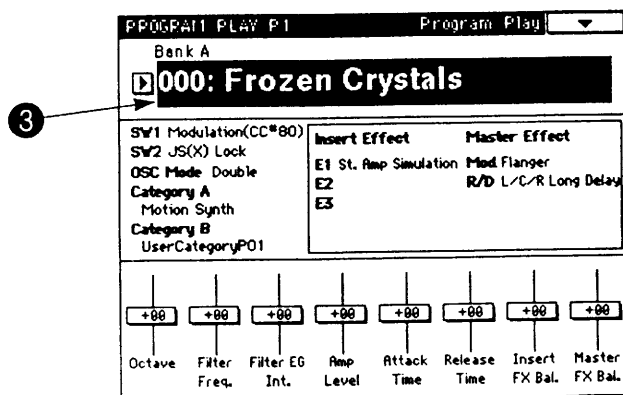 PROGRAM PLAY P1 Program Play
Bank A
000: Frozen Crystals
3
SW1 Modulation(CC#80)
SW2 JS(X) Lock
OSC Mode Double
Category A
Motion Synth
Category B
UserCategoryP01
Insert Effect Master Effect
E1 St. Amp Simulation Mod Flanger
E2 R/D L/C/R Long Delay
E3
+00 +00 +00 +00 +00 +00 +00 +00
Octave Filter Filter EG Amp Attack Release Insert Master
Freq. Int. Level Time Time FX Bal. FX Bal.